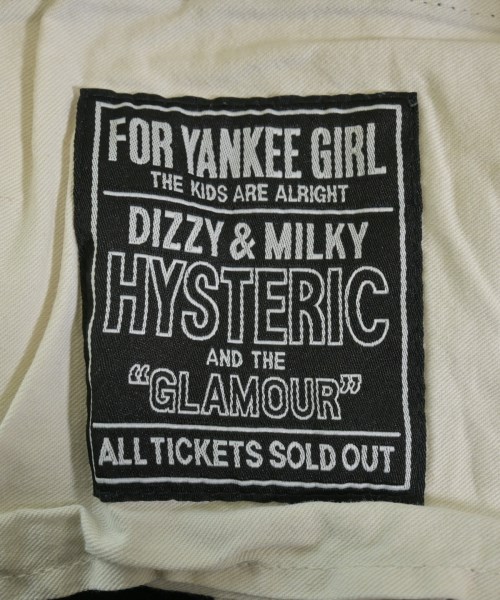 FOR YANKEE GIRL
THE KIDS ARE ALRIGHT
DIZZY & MILKY
HYSTERIC
AND THE
“GLAMOUR”
ALL TICKETS SOLD OUT